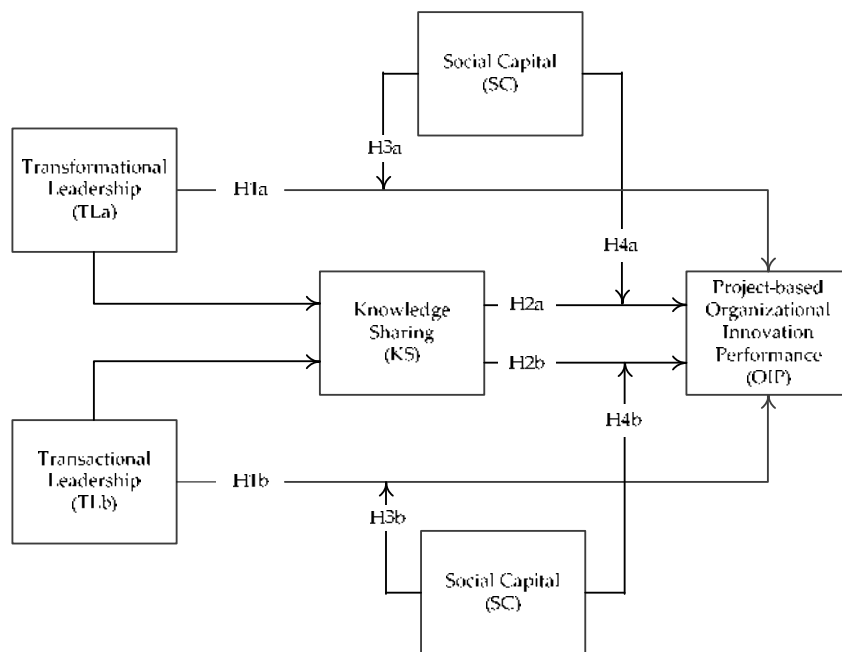 Social Capital
(SC)
H3a
Transformational
Leadership
(TLa)
H1a
H4a
Knowledge
Sharing
(KS)
H2a
H2b
Project-based
Organizational
Innovation
Performance
(OIP)
H4b
Transactional
Leadership
(TLb)
H1b
H3b
Social Capital
(SC)